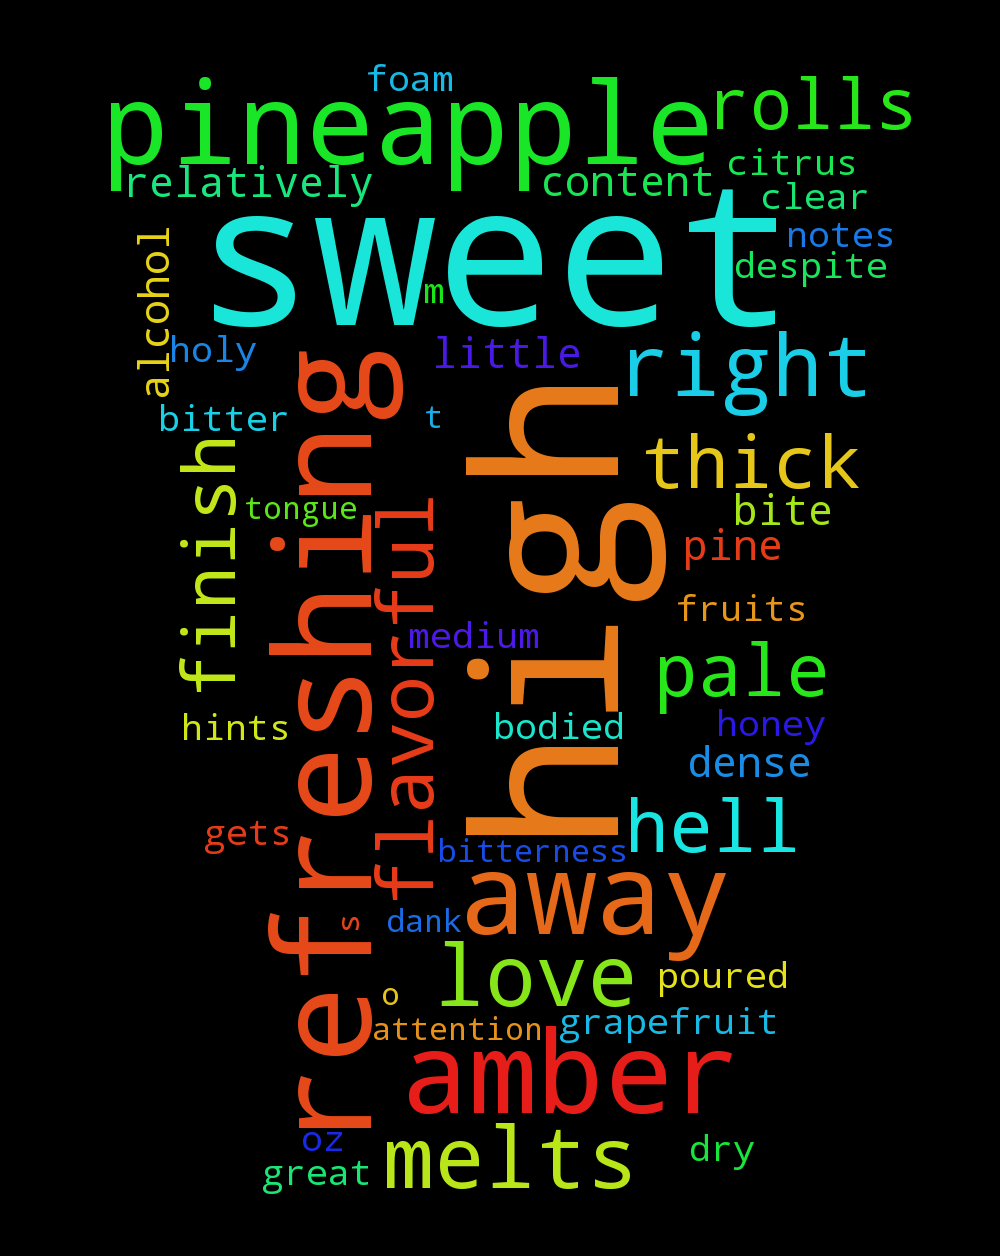 foam
pineapple
rolls
relatively
content
citrus
clear
sweet
notes
despite
alcohol
m
holy
little
right
bitter
t
refreshing
high
finish
thick
tongue
flavorful
bite
pine
fruits
medium
pale
hints
bodied
honey
dense
gets
hell
bitterness
away
s
dank
love
poured
o
attention
grapefruit
amber
oz
melts
dry
great